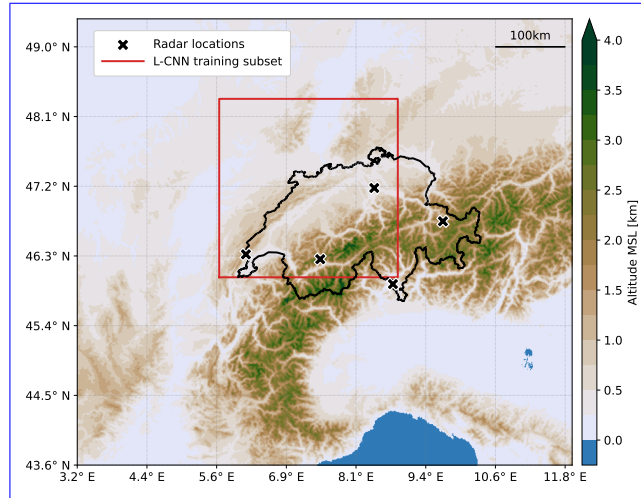 Radar locations
L-CNN training subset
100km
49.0° N
48.1° N
47.2° N
46.3° N
45.4° N
44.5° N
43.6° N
3.2° E
4.4° E
5.6° E
6.9° E
8.1° E
9.4° E
10.6° E
11.8° E
4.0
3.5
3.0
2.5
2.0
1.5
1.0
0.5
0.0
Altitude MSL [km]